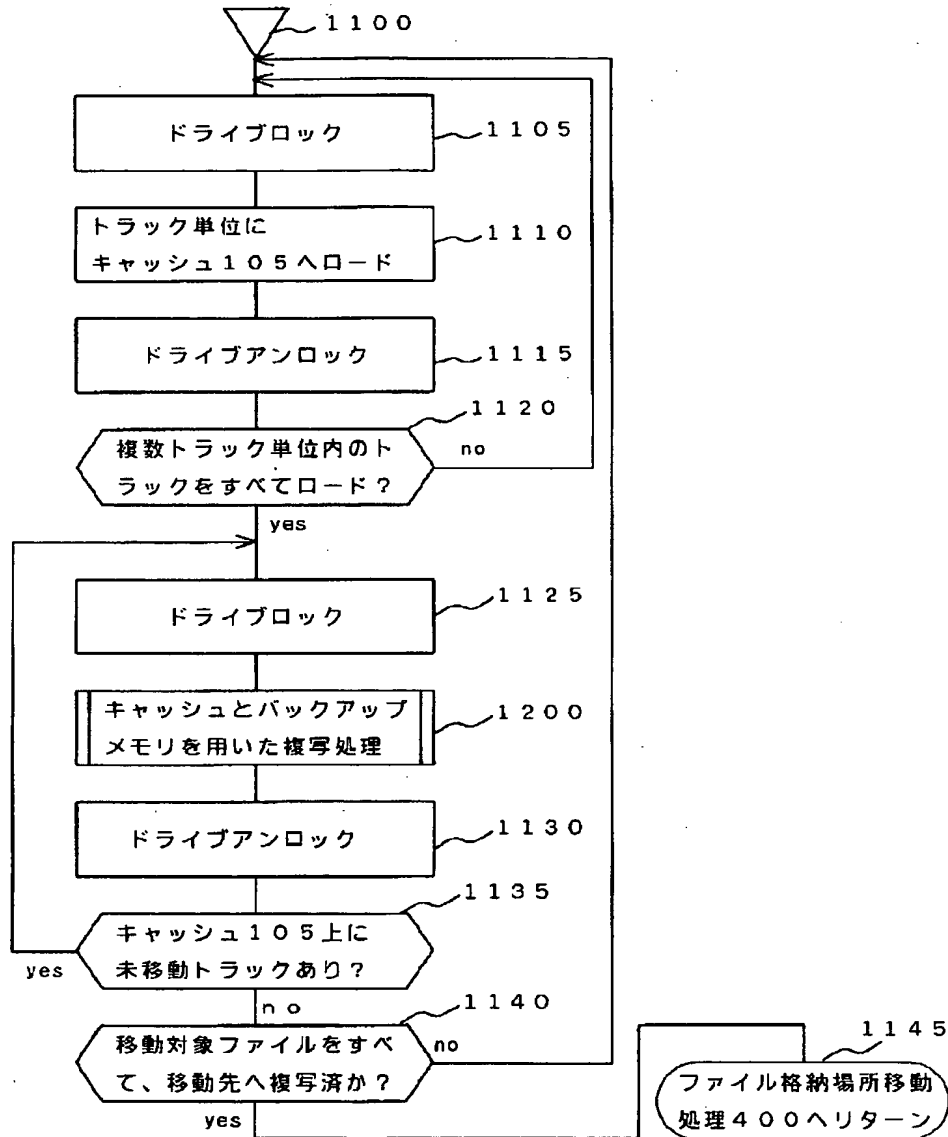 1100
ドライブロック
1105
トラック単位に
キャッシュ105へロード
1110
ドライブアンロック
1115
1120
複数トラック単位内のト
ラックをすべてロード？
no
yes
ドライブロック
1125
キャッシュとバックアップ
メモリを用いた複写処理
1200
ドライブアンロック
1130
1135
キャッシュ105上に
未移動トラックあり？
yes
no
1140
移動対象ファイルをすべ
て、移動先へ複写済か？
no
yes
1145
ファイル格納場所移動
処理400へリターン